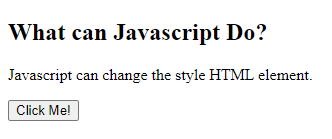 What can Javascript Do?
Javascript can change the style HTML element.
Click Me!